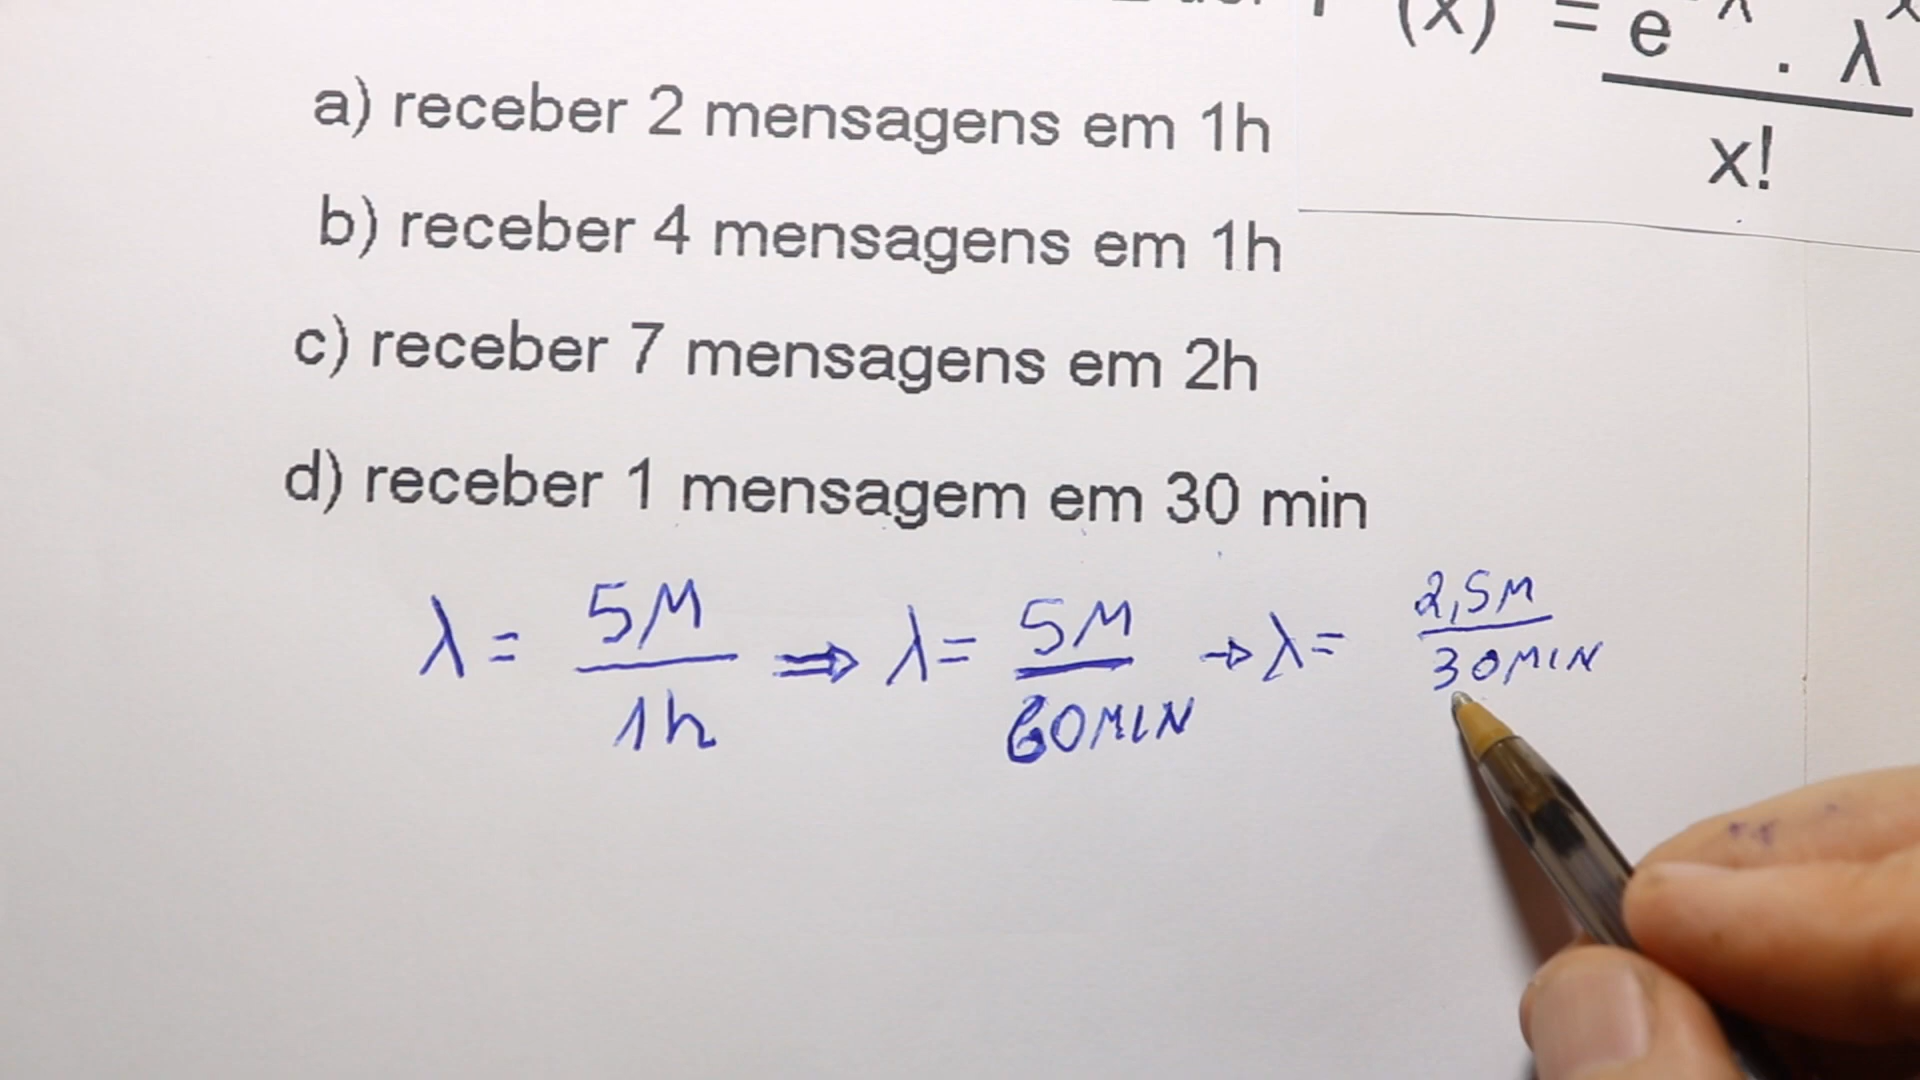 (x) = e^-λ . λ^x
x!
a) receber 2 mensagens em 1h
b) receber 4 mensagens em 1h
c) receber 7 mensagens em 2h
d) receber 1 mensagem em 30 min
λ = 5M/1h ⇒ λ = 5M/60MIN → λ = 2,5M/30MIN